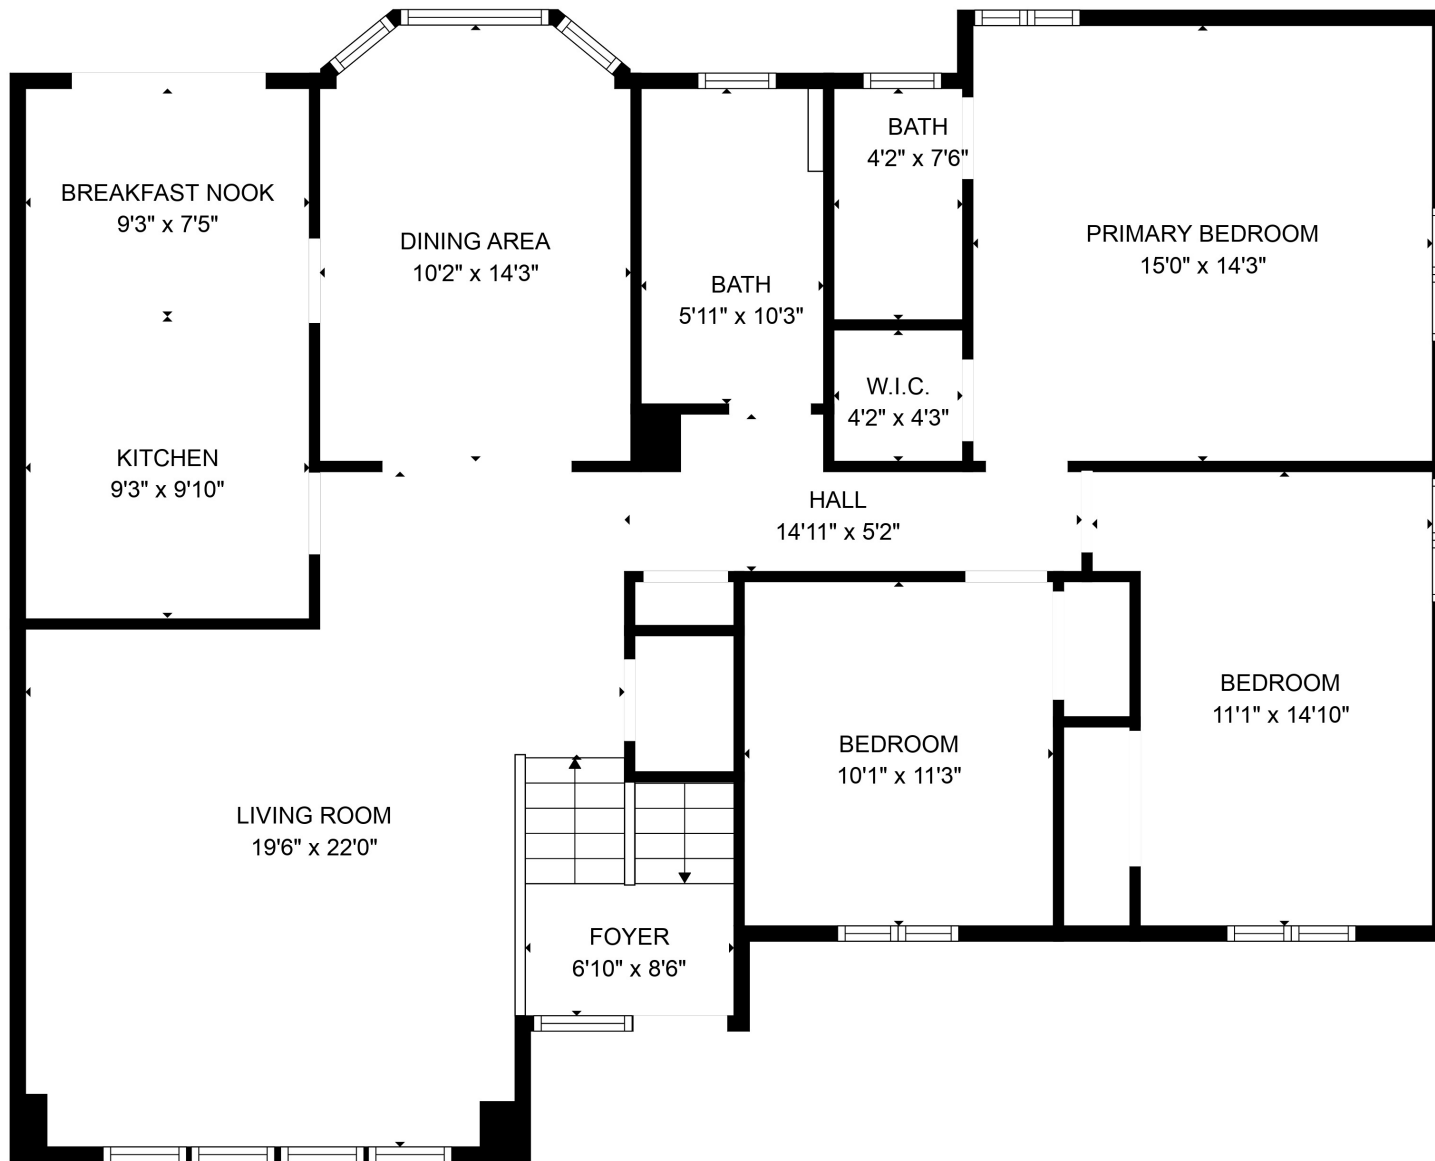 BREAKFAST NOOK
9'3" x 7'5"
DINING AREA
10'2" x 14'3"
BATH
5'11" x 10'3"
BATH
4'2" x 7'6"
PRIMARY BEDROOM
15'0" x 14'3"
W.I.C.
4'2" x 4'3"
KITCHEN
9'3" x 9'10"
HALL
14'11" x 5'2"
BEDROOM
11'1" x 14'10"
BEDROOM
10'1" x 11'3"
LIVING ROOM
19'6" x 22'0"
FOYER
6'10" x 8'6"